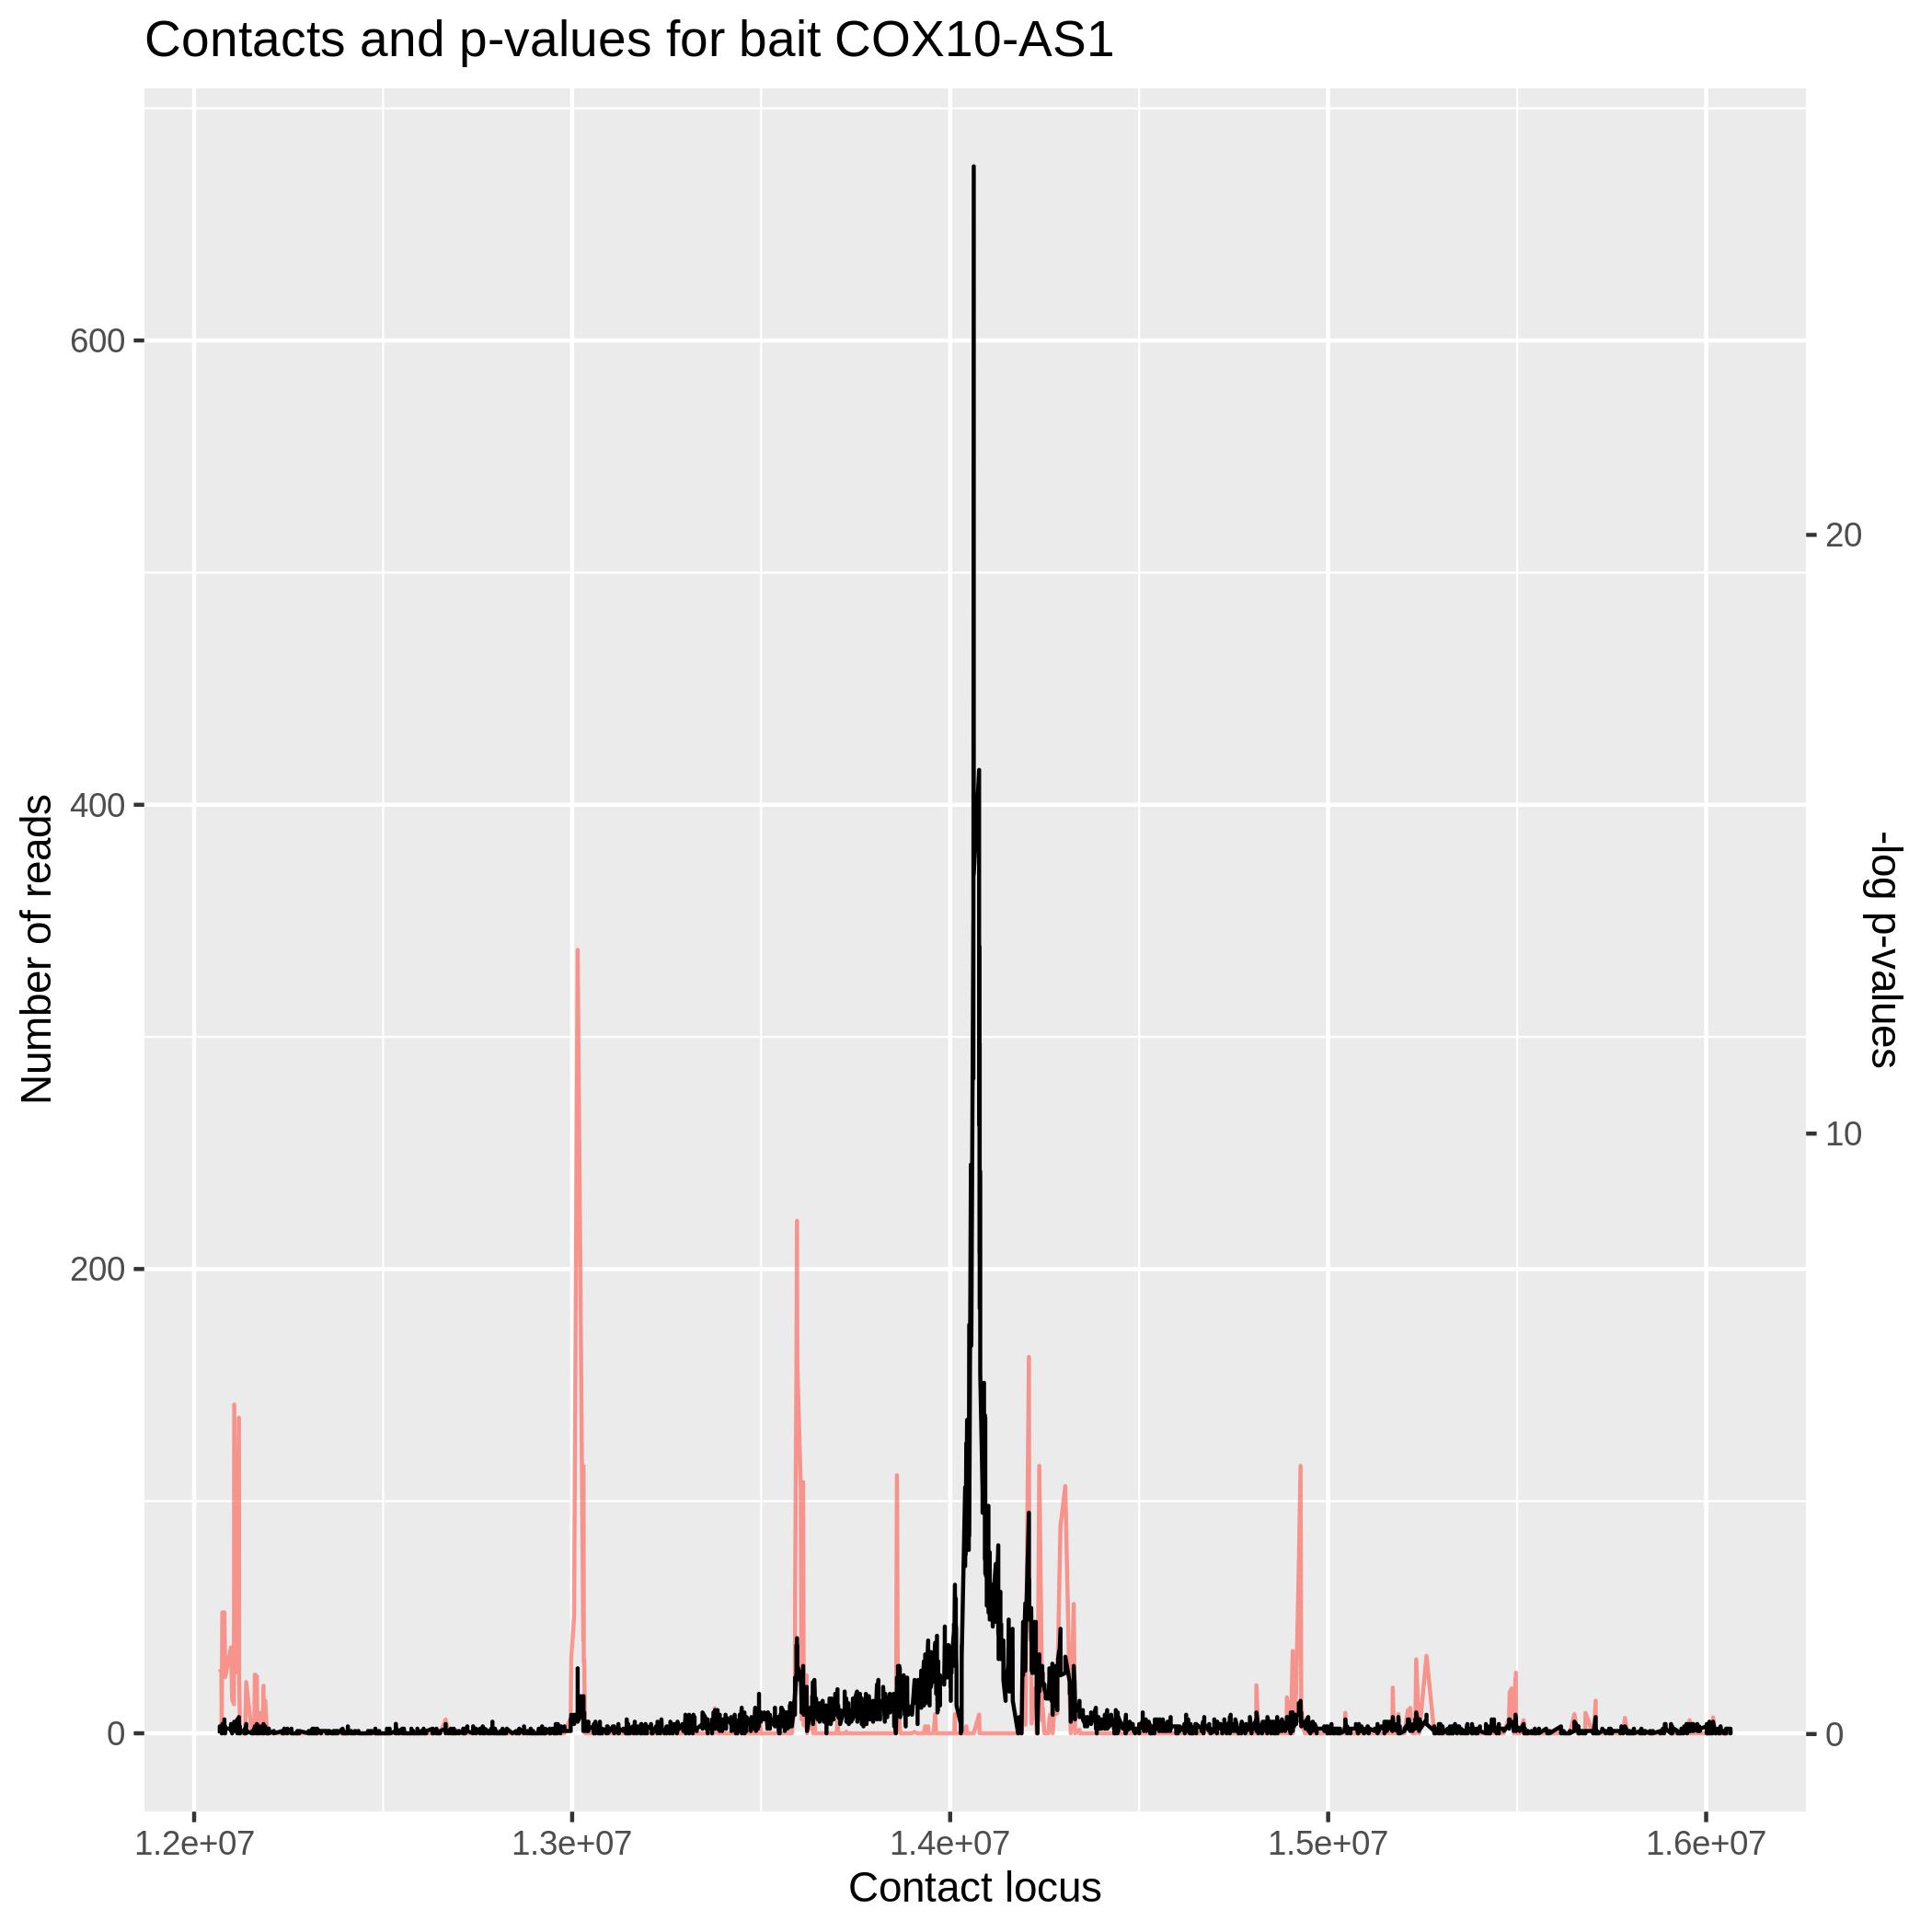 Contacts and p-values for bait COX10-AS1
600
400
200
0
Number of reads
20
10
0
-log p-values
1.2e+07
1.3e+07
1.4e+07
1.5e+07
1.6e+07
Contact locus